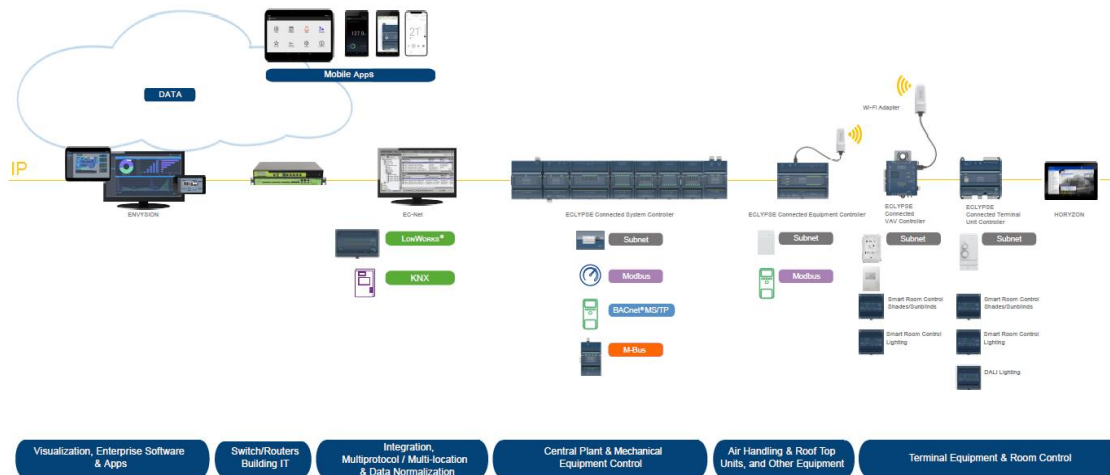 Mobile Apps
DATA
Wi-Fi Adapter
IP
ENVYSION
EC-Net
ECLYPSE Connected System Controller
ECLYPSE Connected Equipment Controller
ECLYPSE
Connected
VAV Controller
ECLYPSE
Connected Terminal
Unit Controller
HORYZON
LONWORKS®
KNX
Subnet
Modbus
BACnet® MS/TP
M-Bus
Subnet
Modbus
Subnet
Smart Room Control
Shades/Sunblinds
Smart Room Control
Lighting
Subnet
Smart Room Control
Shades/Sunblinds
Smart Room Control
Lighting
DALI Lighting
Visualization, Enterprise Software
& Apps
Switch/Routers
Building IT
Integration,
Multiprotocol / Multi-location
& Data Normalization
Central Plant & Mechanical
Equipment Control
Air Handling & Roof Top
Units, and Other Equipment
Terminal Equipment & Room Control